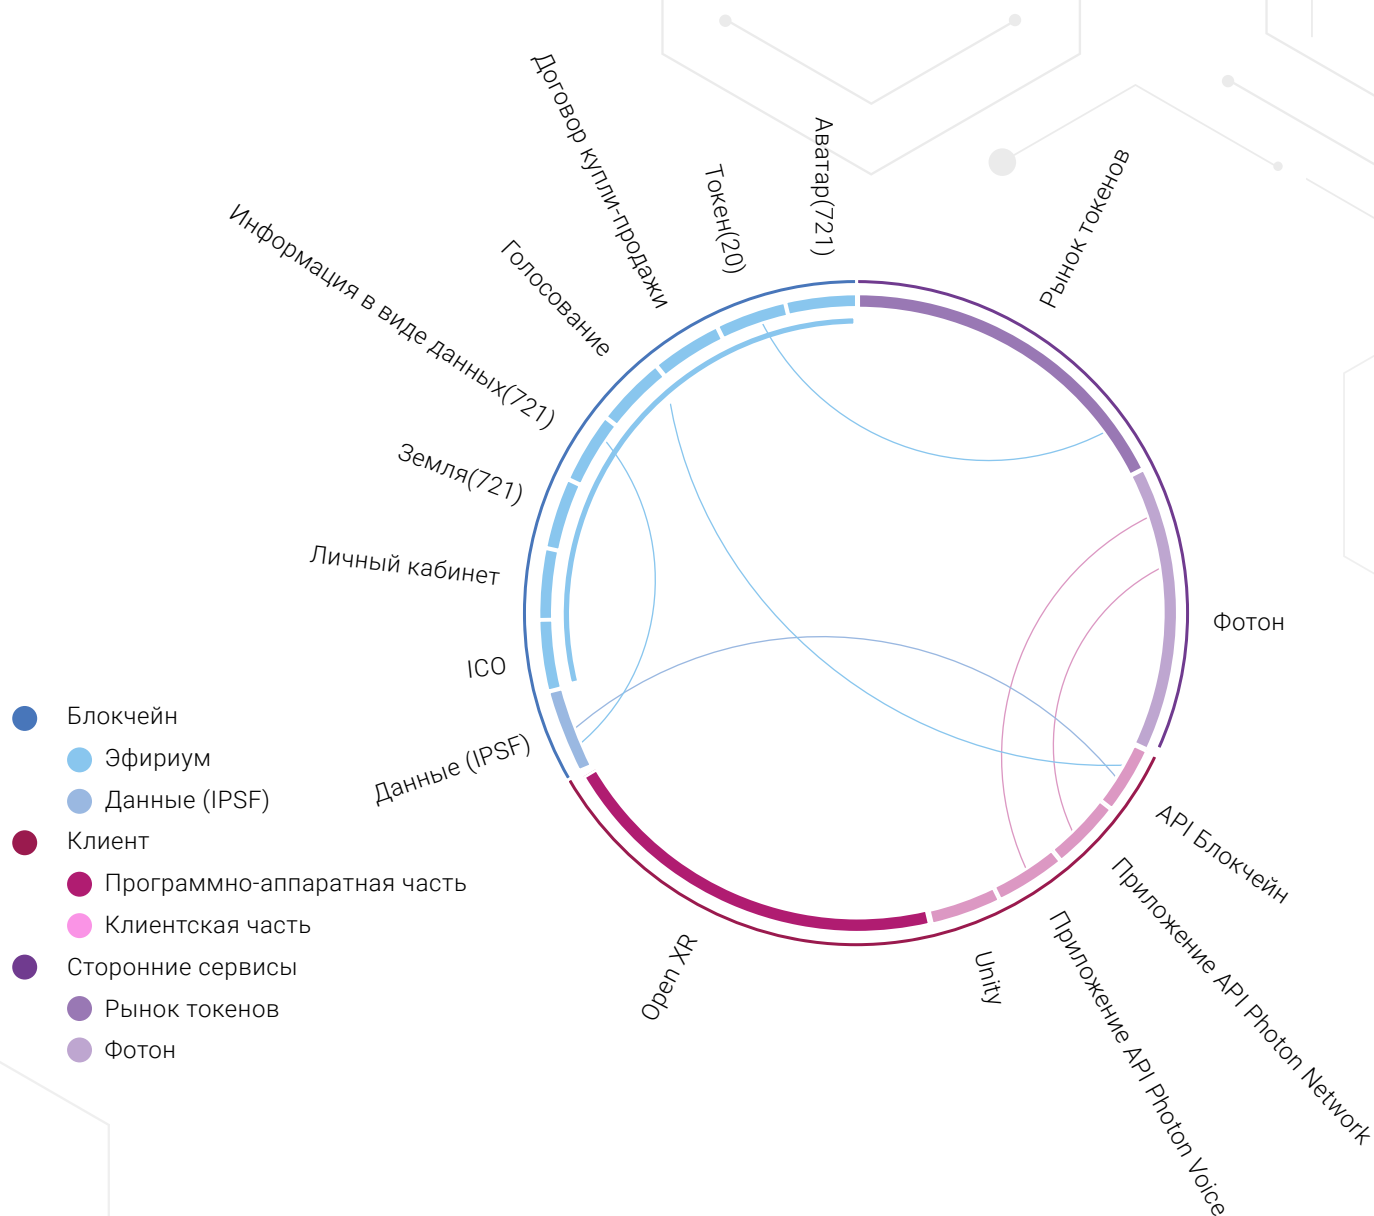 Договор купли-продажи
Токен(20)
Аватар(721)
Рынок токенов
Голосование
Информация в виде данных(721)
Земля(721)
Личный кабинет
ICO
Данные (IPSF)
Фотон
API Блокчейн
Приложение API Photon Network
Приложение API Photon Voice
Unity
Open XR
Блокчейн
Эфириум
Данные (IPSF)
Клиент
Программно-аппаратная часть
Клиентская часть
Сторонние сервисы
Рынок токенов
Фотон